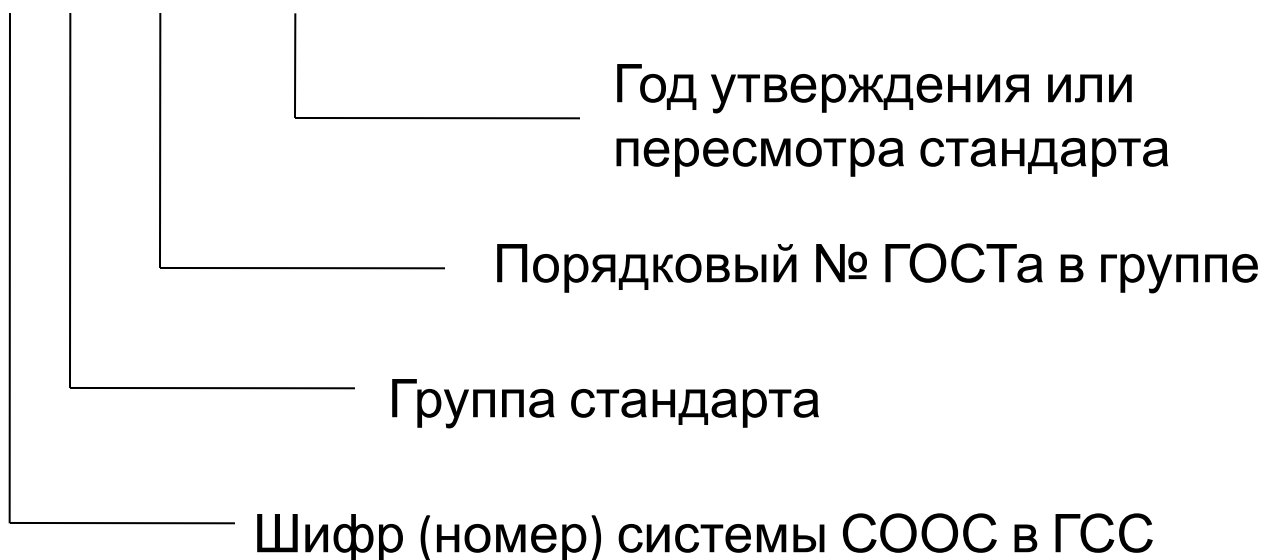 Год утверждения или
пересмотра стандарта
Порядковый № ГОСТа в группе
Группа стандарта
Шифр (номер) системы СООС в ГСС